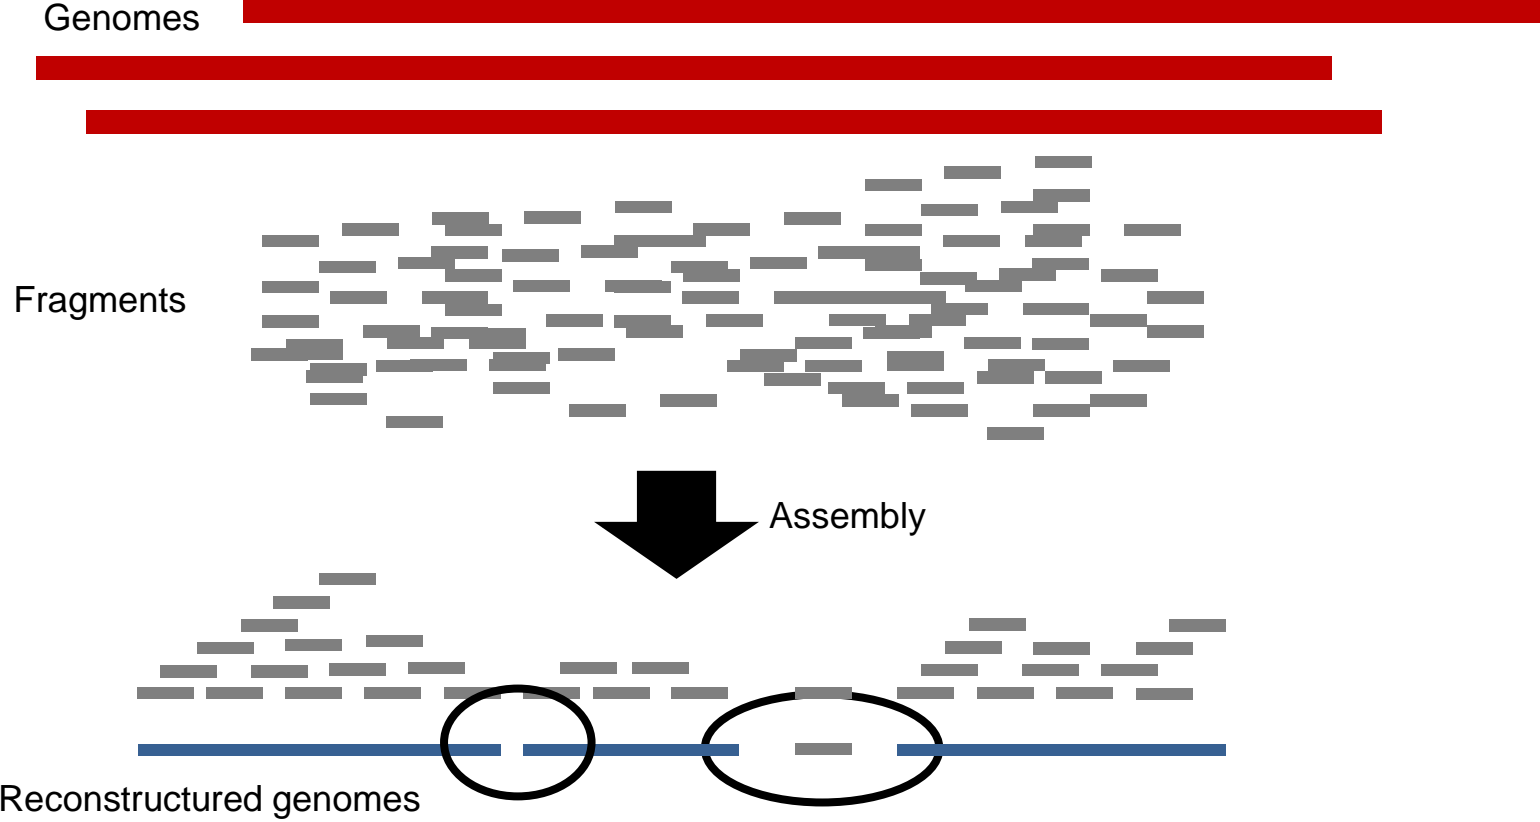 Genomes
Fragments
Assembly
Reconstructured genomes